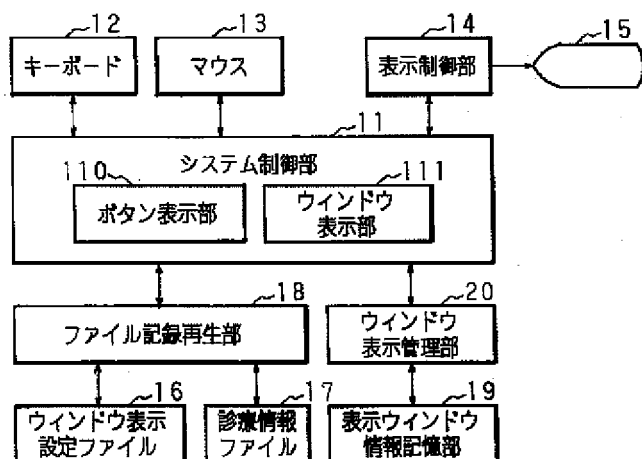 12
13
14
15
キーボード
マウス
表示制御部
11
システム制御部
110
111
ボタン表示部
ウィンドウ
表示部
18
20
ファイル記録再生部
ウィンドウ
表示管理部
16
17
19
ウィンドウ表示
設定ファイル
診療情報
ファイル
表示ウィンドウ
情報記憶部